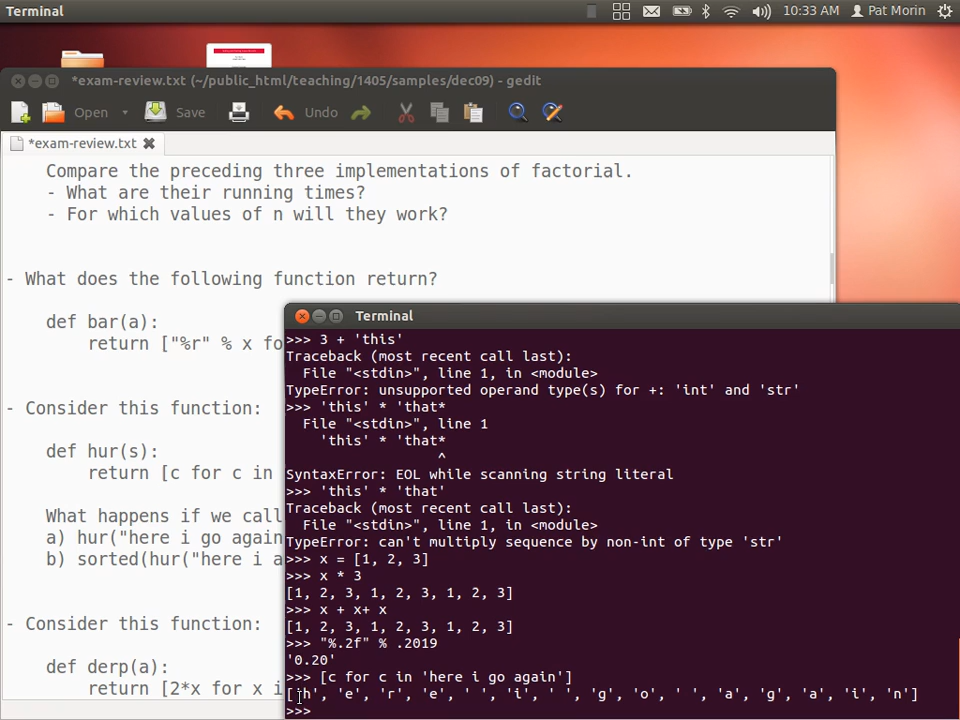 Terminal
10:33 AM
Pat Morin
*exam-review.txt (~/public_html/teaching/1405/samples/dec09) - gedit
Open
Save
Undo
*exam-review.txt
Compare the preceding three implementations of factorial.
- What are their running times?
- For which values of n will they work?
- What does the following function return?
def bar(a):
return ["%r" % x fo
- Consider this function:
def hur(s):
return [c for c in
What happens if we call
a) hur("here i go again
b) sorted(hur("here i a
- Consider this function:
def derp(a):
return [2*x for x i
Terminal
>>> 3 + 'this'
Traceback (most recent call last):
  File "<stdin>", line 1, in <module>
TypeError: unsupported operand type(s) for +: 'int' and 'str'
>>> 'this' * 'that*
  File "<stdin>", line 1
    'this' * 'that*
                  ^
SyntaxError: EOL while scanning string literal
>>> 'this' * 'that'
Traceback (most recent call last):
  File "<stdin>", line 1, in <module>
TypeError: can't multiply sequence by non-int of type 'str'
>>> x = [1, 2, 3]
>>> x * 3
[1, 2, 3, 1, 2, 3, 1, 2, 3]
>>> x + x+ x
[1, 2, 3, 1, 2, 3, 1, 2, 3]
>>> "%.2f" % .2019
'0.20'
>>> [c for c in 'here i go again']
['h', 'e', 'r', 'e', ' ', 'i', ' ', 'g', 'o', ' ', 'a', 'g', 'a', 'i', 'n']
>>>